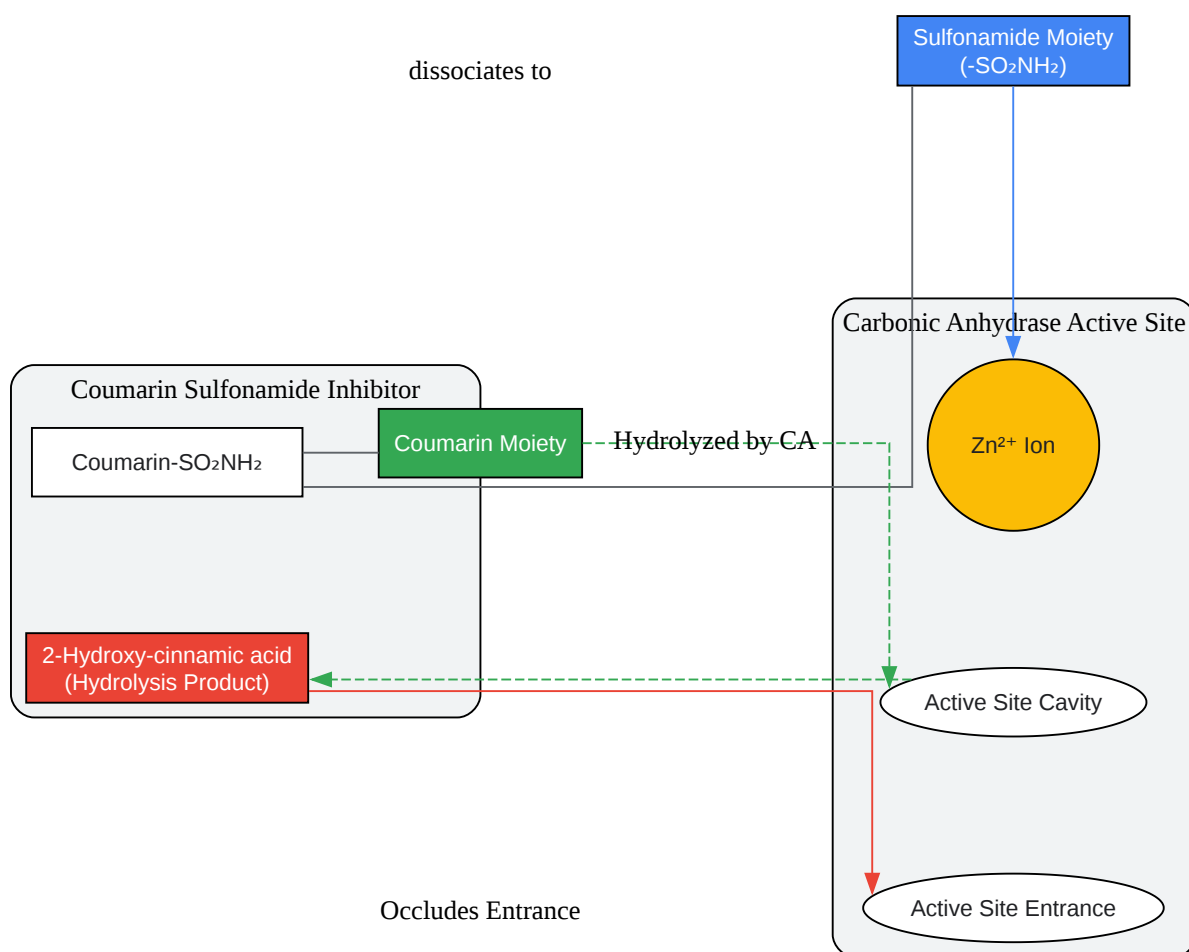 Sulfonamide Moiety
(-SO₂NH₂)
dissociates to
Carbonic Anhydrase Active Site
Coumarin Sulfonamide Inhibitor
Coumarin Moiety
Hydrolyzed by CA
Zn²⁺ Ion
Coumarin-SO₂NH₂
2-Hydroxy-cinnamic acid
(Hydrolysis Product)
Active Site Cavity
Occludes Entrance
Active Site Entrance